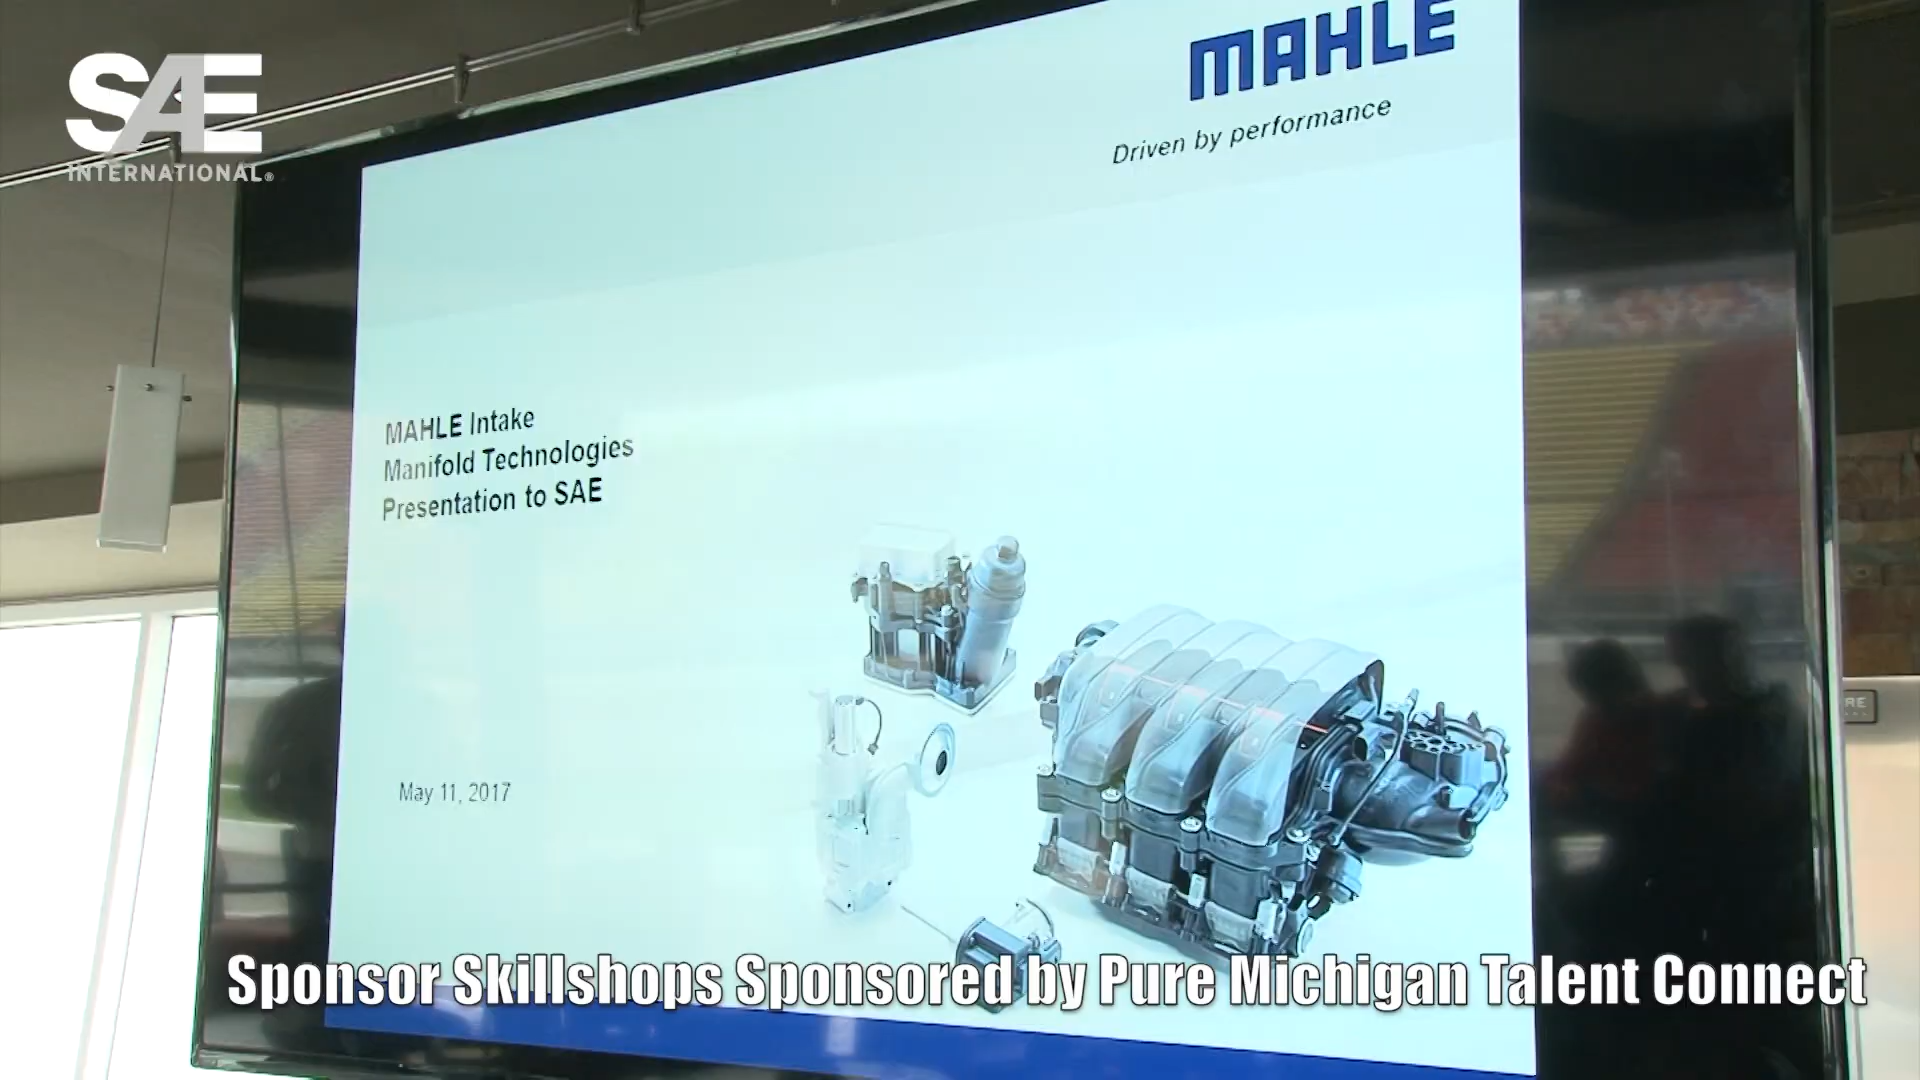 SAE
INTERNATIONAL®
MAHLE
Driven by performance
MAHLE Intake
Manifold Technologies
Presentation to SAE
May 11, 2017
RE
Sponsor Skillshops Sponsored by Pure Michigan Talent Connect